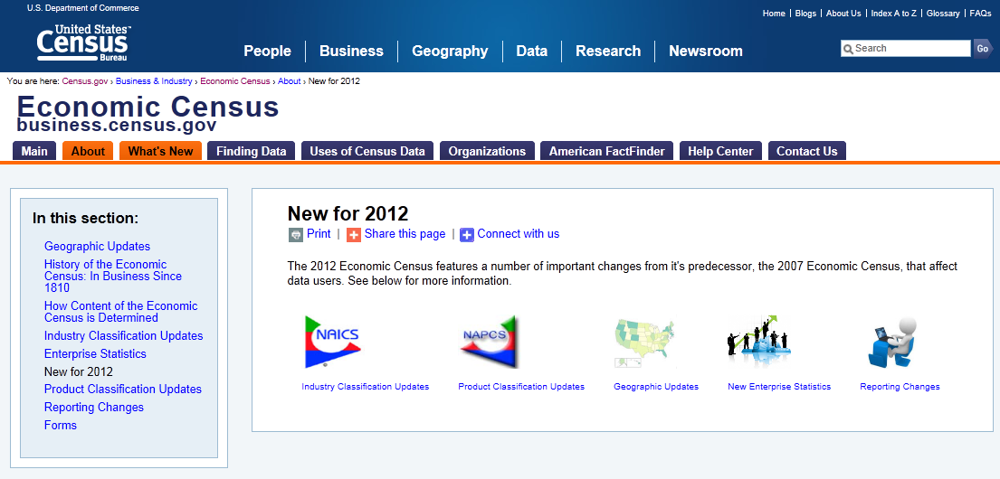 U.S. Department of Commerce
Home | Blogs | About Us | Index A to Z | Glossary | FAQs
United States™
Census
Bureau
People | Business | Geography | Data | Research | Newsroom
Search Go
You are here: Census.gov › Business & Industry › Economic Census › About › New for 2012
Economic Census
business.census.gov
Main About What's New Finding Data Uses of Census Data Organizations American FactFinder Help Center Contact Us
In this section:
Geographic Updates
History of the Economic
Census: In Business Since
1810
How Content of the Economic
Census is Determined
Industry Classification Updates
Enterprise Statistics
New for 2012
Product Classification Updates
Reporting Changes
Forms
New for 2012
Print | Share this page | Connect with us
The 2012 Economic Census features a number of important changes from it's predecessor, the 2007 Economic Census, that affect
data users. See below for more information.
NAICS NAPCS
Industry Classification Updates Product Classification Updates Geographic Updates New Enterprise Statistics Reporting Changes